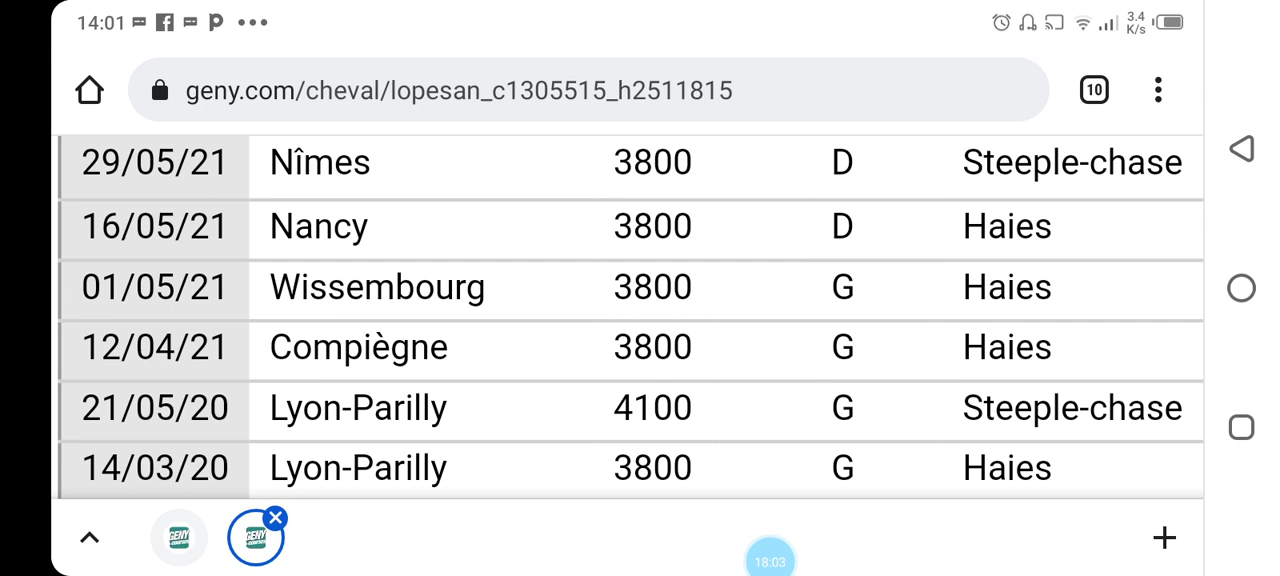 14:01
3.4 K/s
geny.com/cheval/lopesan_c1305515_h2511815
10
29/05/21 Nîmes 3800 D Steeple-chase
16/05/21 Nancy 3800 D Haies
01/05/21 Wissembourg 3800 G Haies
12/04/21 Compiègne 3800 G Haies
21/05/20 Lyon-Parilly 4100 G Steeple-chase
14/03/20 Lyon-Parilly 3800 G Haies
GENY GENY
18:03